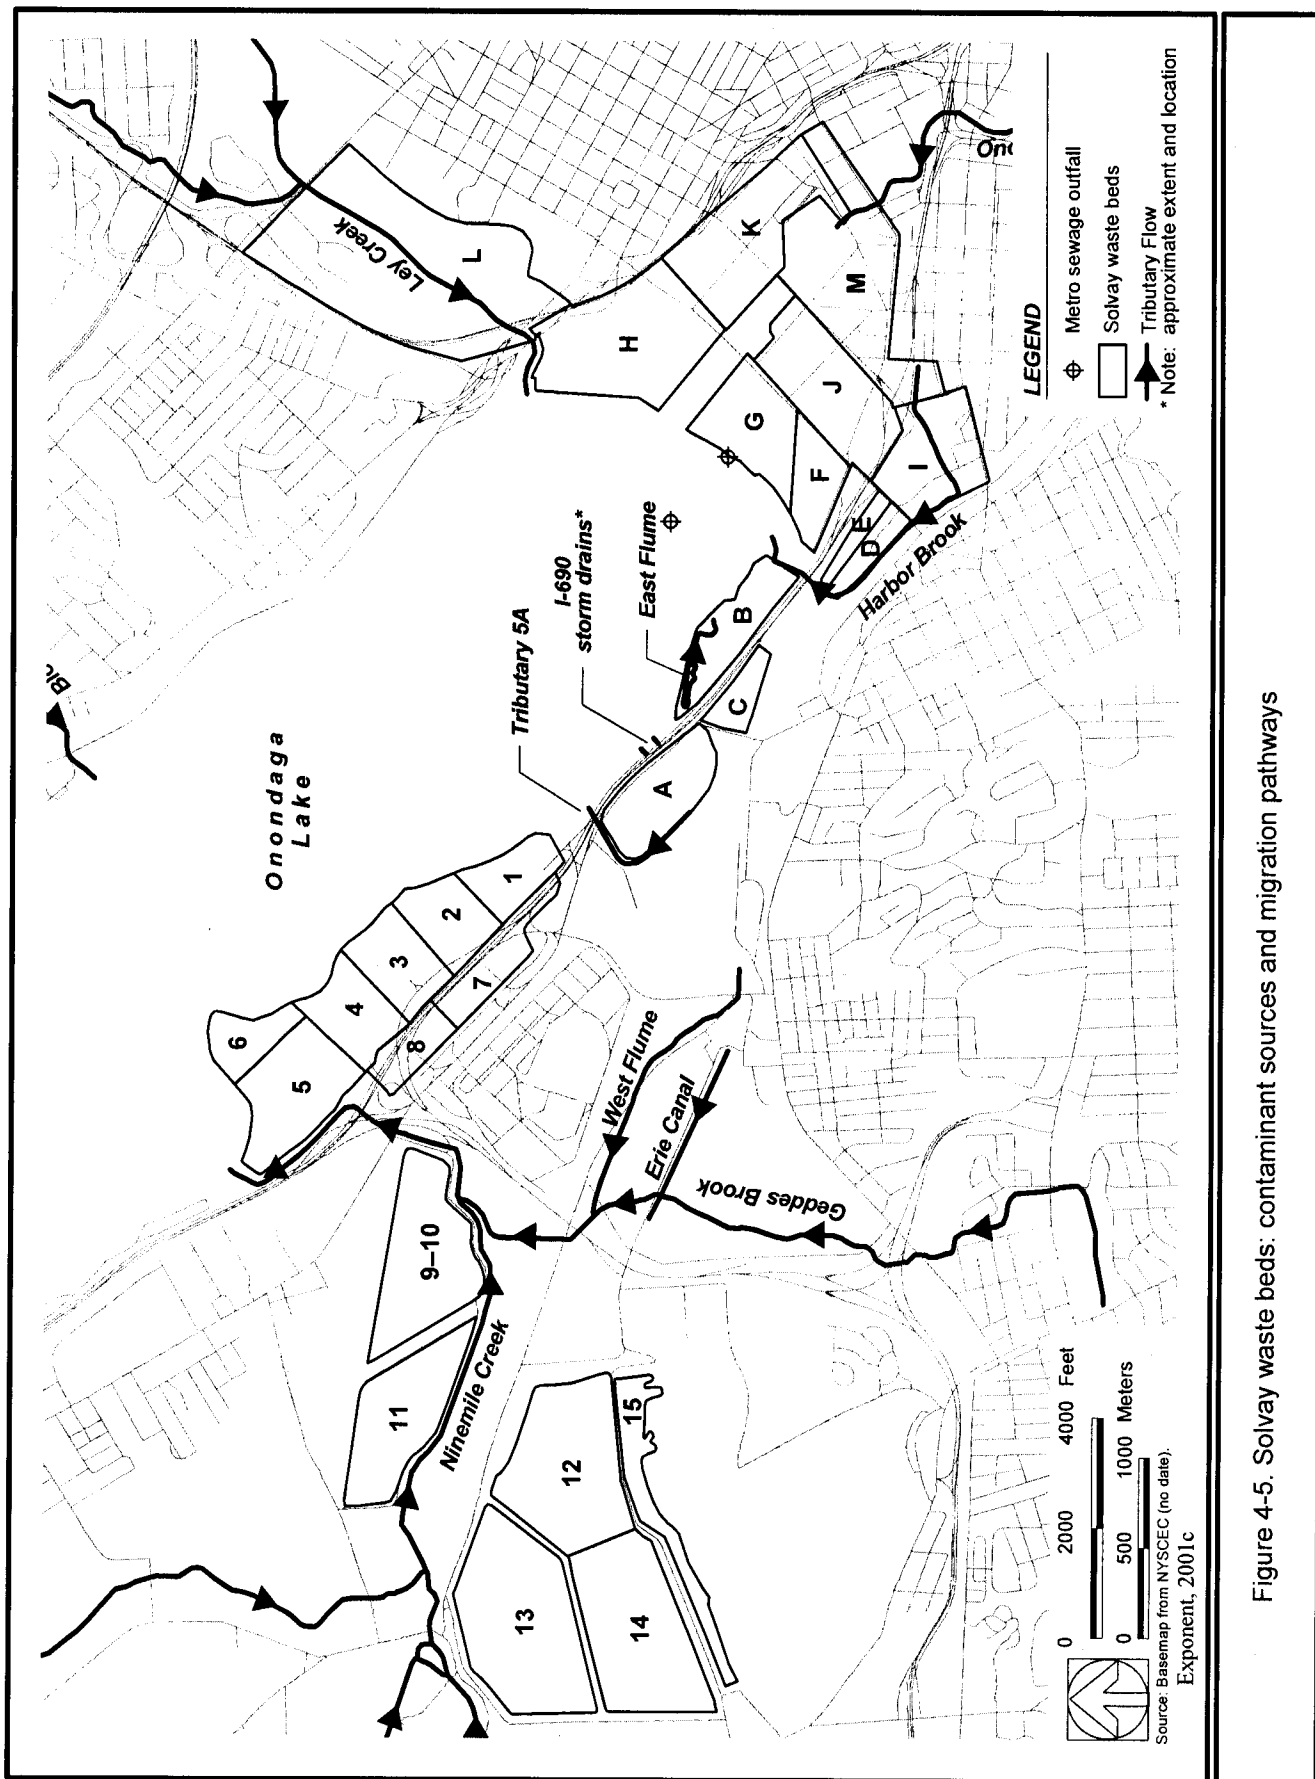 Onondaga
Lake
Ley Creek
L
H
K
M
G
J
F
I
E
D
B
C
A
Harbor Brook
Tributary 5A
I-690
storm drains*
East Flume
1
2
3
4
5
6
7
8
9–10
11
12
13
14
15
West Flume
Erie Canal
Geddes Brook
Ninemile Creek
Blo
Ono
LEGEND
Metro sewage outfall
Solvay waste beds
Tributary Flow
* Note: approximate extent and location
0 2000 4000 Feet
0 500 1000 Meters
Source: Basemap from NYSCEC (no date).
Exponent, 2001c
Figure 4-5. Solvay waste beds: contaminant sources and migration pathways